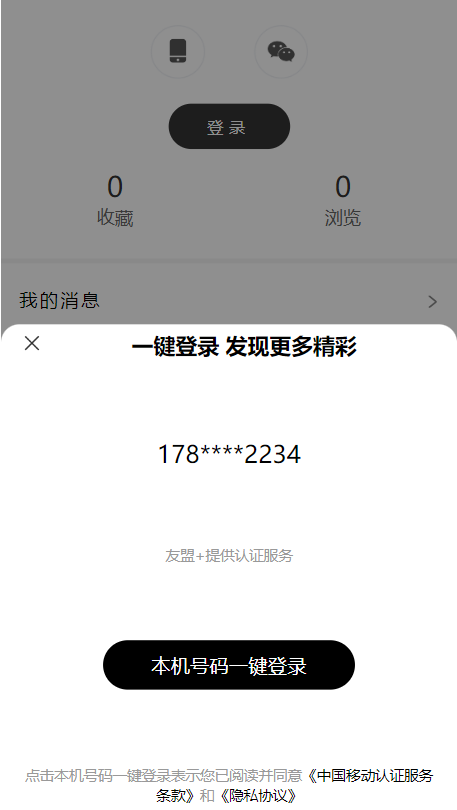 登 录
0
0
收藏
浏览
我的消息
一键登录 发现更多精彩
178****2234
友盟+提供认证服务
本机号码一键登录
点击本机号码一键登录表示您已阅读并同意《中国移动认证服务
条款》和《隐私协议》